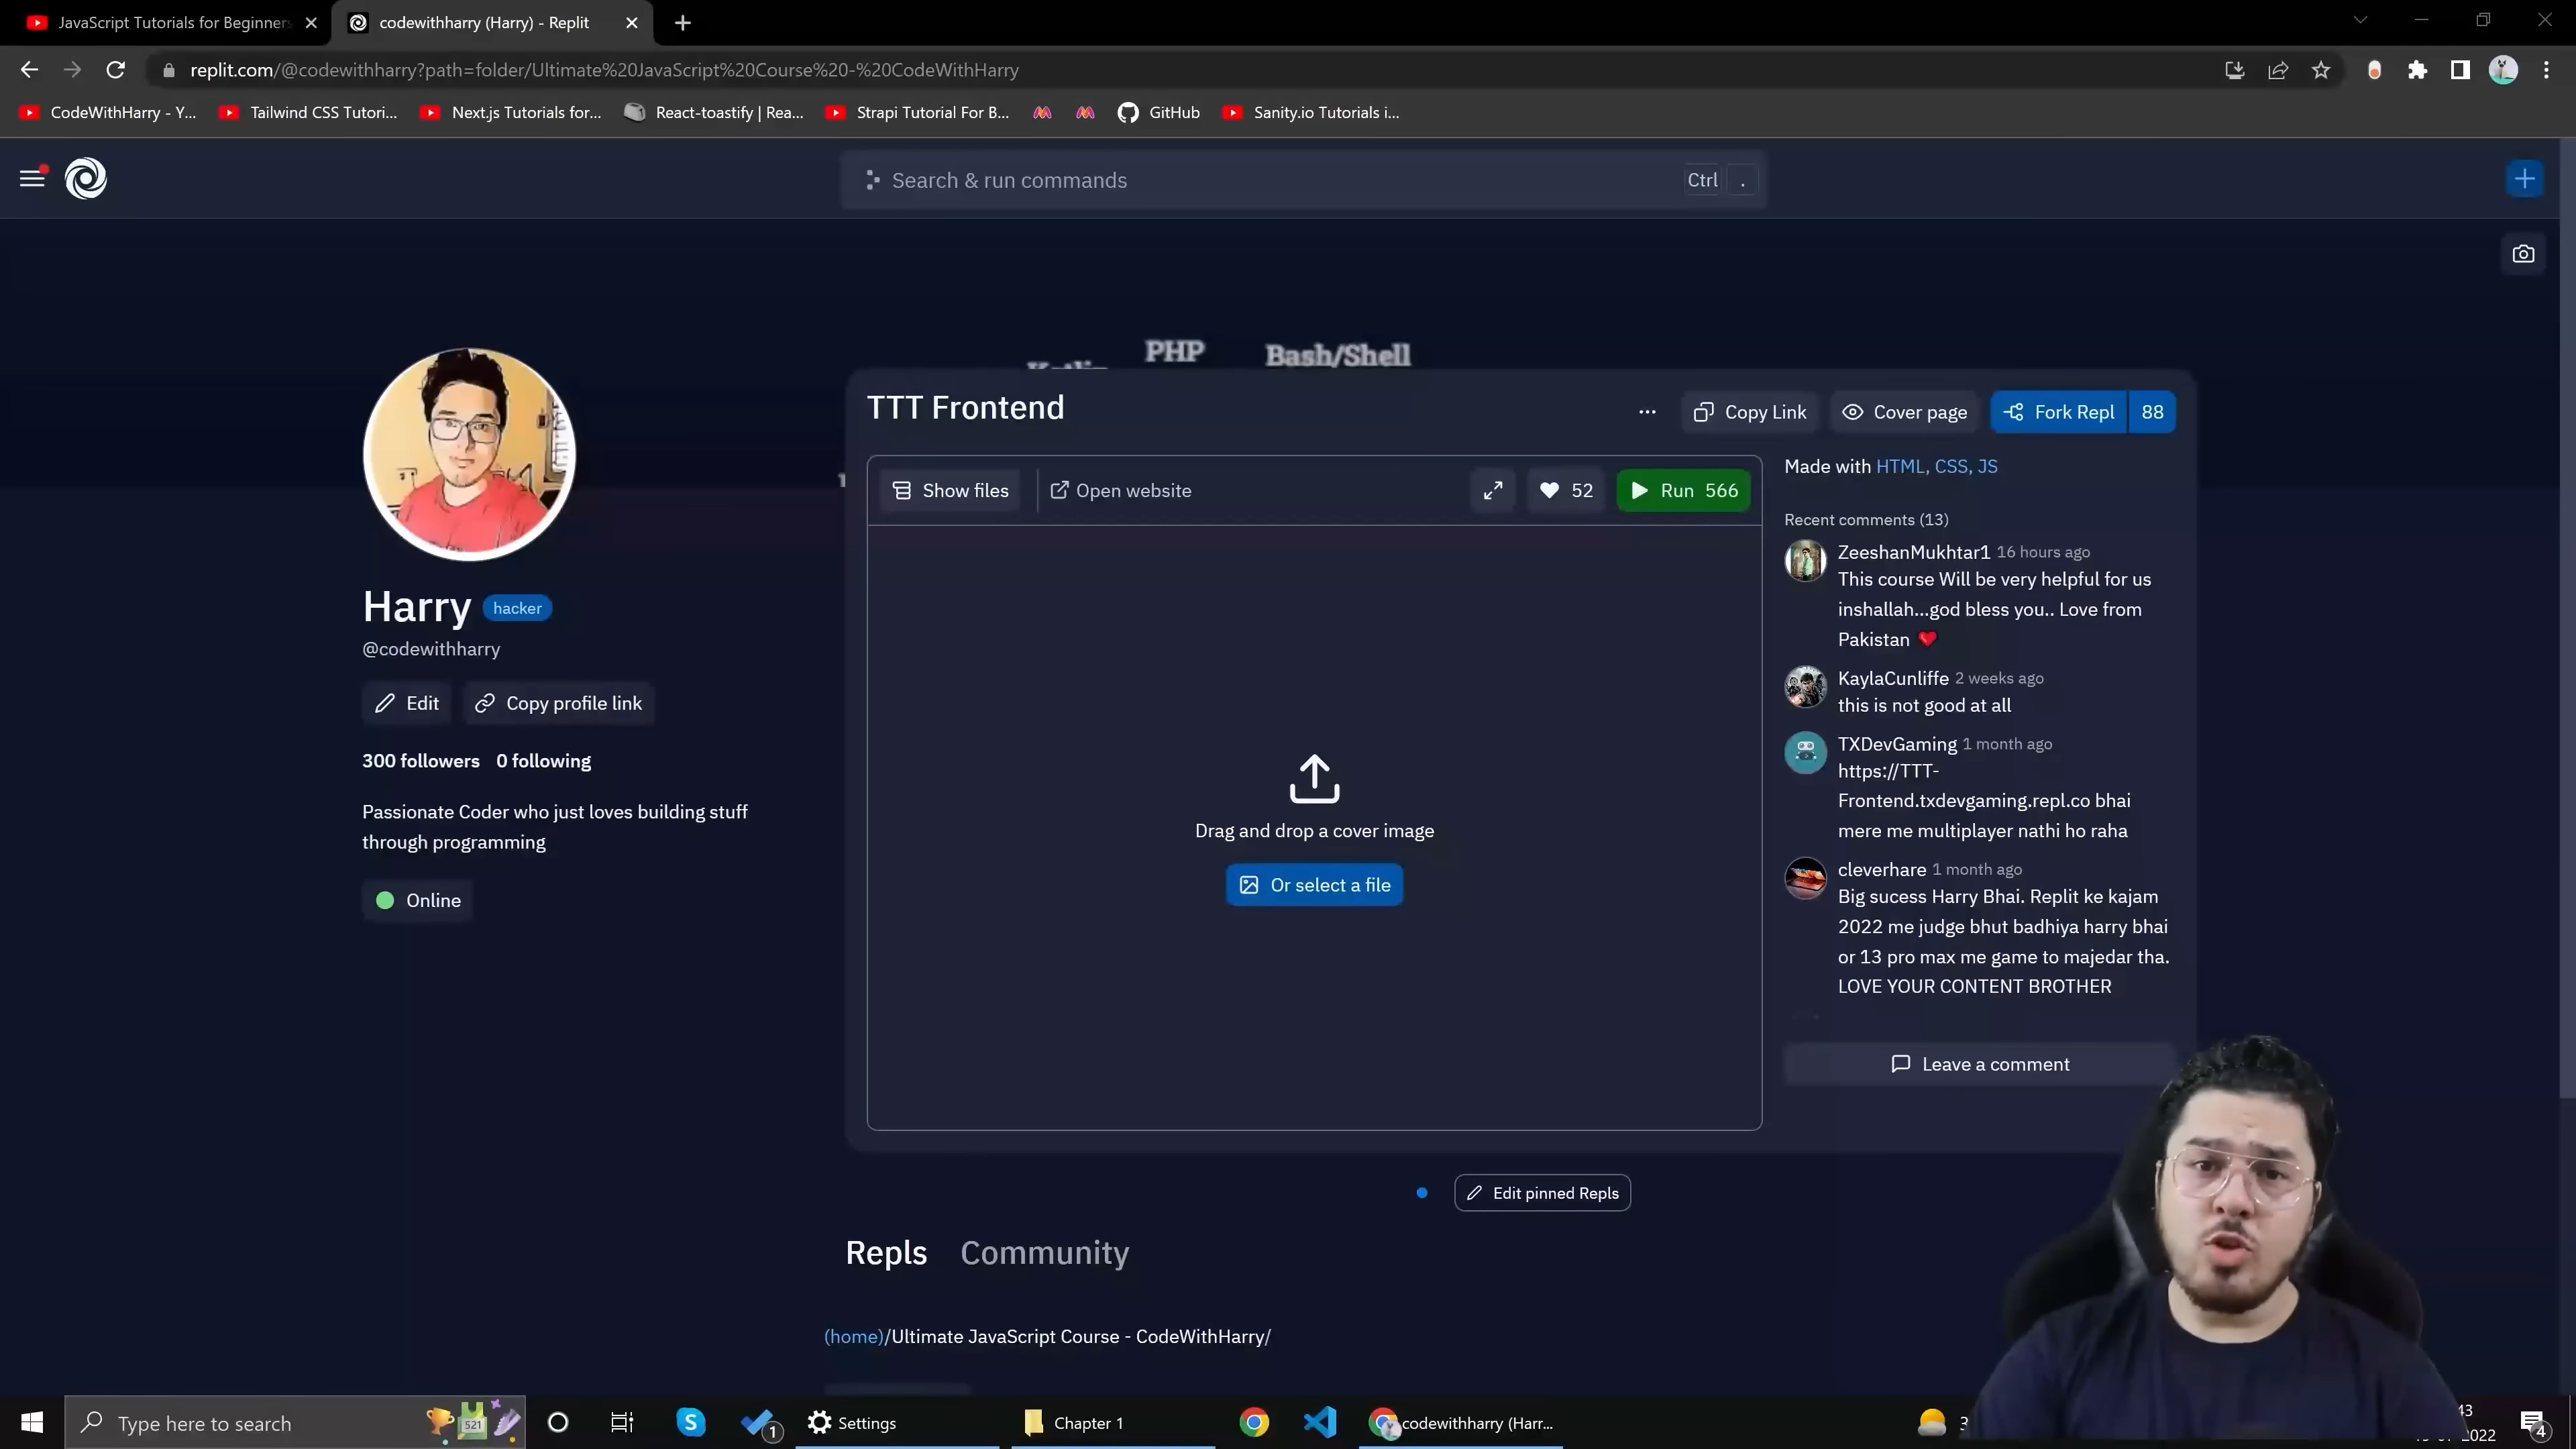 JavaScript Tutorials for Beginners
codewithharry (Harry) - Replit
replit.com/@codewithharry?path=folder/Ultimate%20JavaScript%20Course%20-%20CodeWithHarry
CodeWithHarry - Y...
Tailwind CSS Tutori...
Next.js Tutorials for...
React-toastify | Rea...
Strapi Tutorial For B...
GitHub
Sanity.io Tutorials i...
Search & run commands
Ctrl .
PHP
Bash/Shell
TTT Frontend
Copy Link
Cover page
Fork Repl 88
Show files
Open website
52
Run 566
Drag and drop a cover image
Or select a file
Made with HTML, CSS, JS
Recent comments (13)
ZeeshanMukhtar1 16 hours ago
This course Will be very helpful for us
inshallah...god bless you.. Love from
Pakistan ❤️
KaylaCunliffe 2 weeks ago
this is not good at all
TXDevGaming 1 month ago
https://TTT-
Frontend.txdevgaming.repl.co bhai
mere me multiplayer nathi ho raha
cleverhare 1 month ago
Big sucess Harry Bhai. Replit ke kajam
2022 me judge bhut badhiya harry bhai
or 13 pro max me game to majedar tha.
LOVE YOUR CONTENT BROTHER
Leave a comment
Harry hacker
@codewithharry
Edit
Copy profile link
300 followers 0 following
Passionate Coder who just loves building stuff
through programming
Online
Edit pinned Repls
Repls
Community
(home)/Ultimate JavaScript Course - CodeWithHarry/
Type here to search
521
1
Settings
Chapter 1
codewithharry (Harr...
4